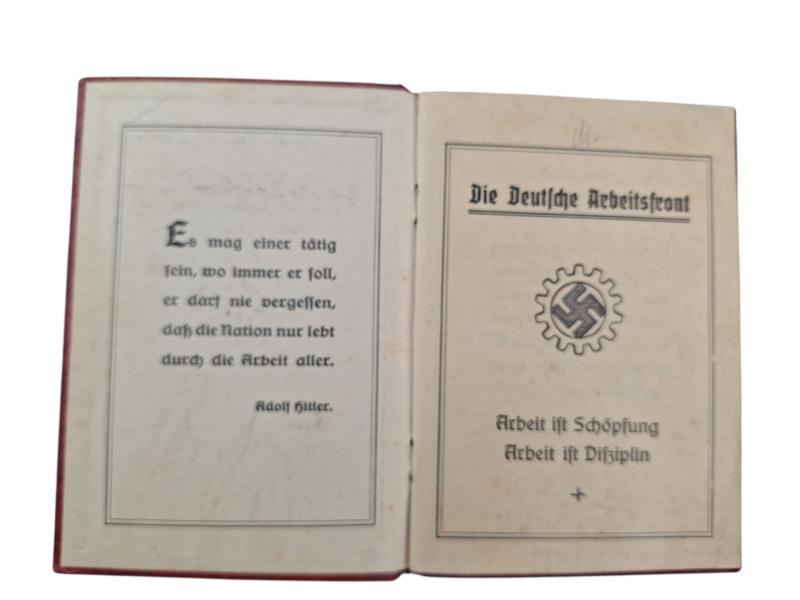 Es mag einer tätig
ſein, wo immer er ſoll,
er darf nie vergeſſen,
daß die Nation nur lebt
durch die Arbeit aller.
Adolf Hitler.
Die Deutſche Arbeitsfront
Arbeit iſt Schöpfung
Arbeit iſt Diſziplin